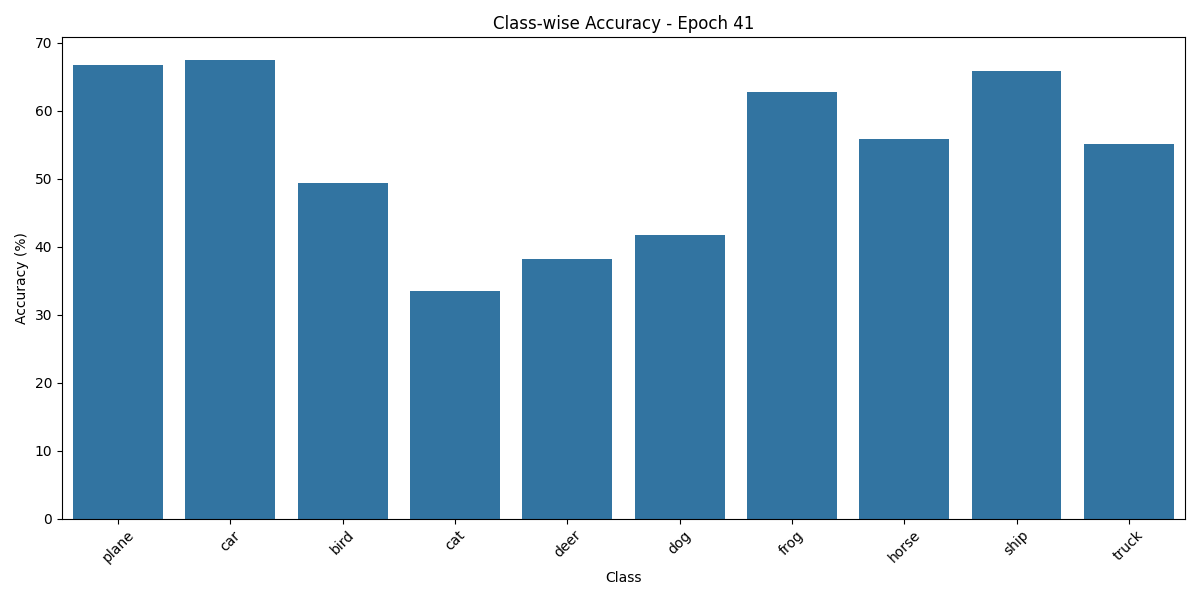 Class-wise Accuracy - Epoch 41
Accuracy (%)
70
60
50
40
30
20
10
0
plane
car
bird
cat
deer
dog
frog
horse
ship
truck
Class